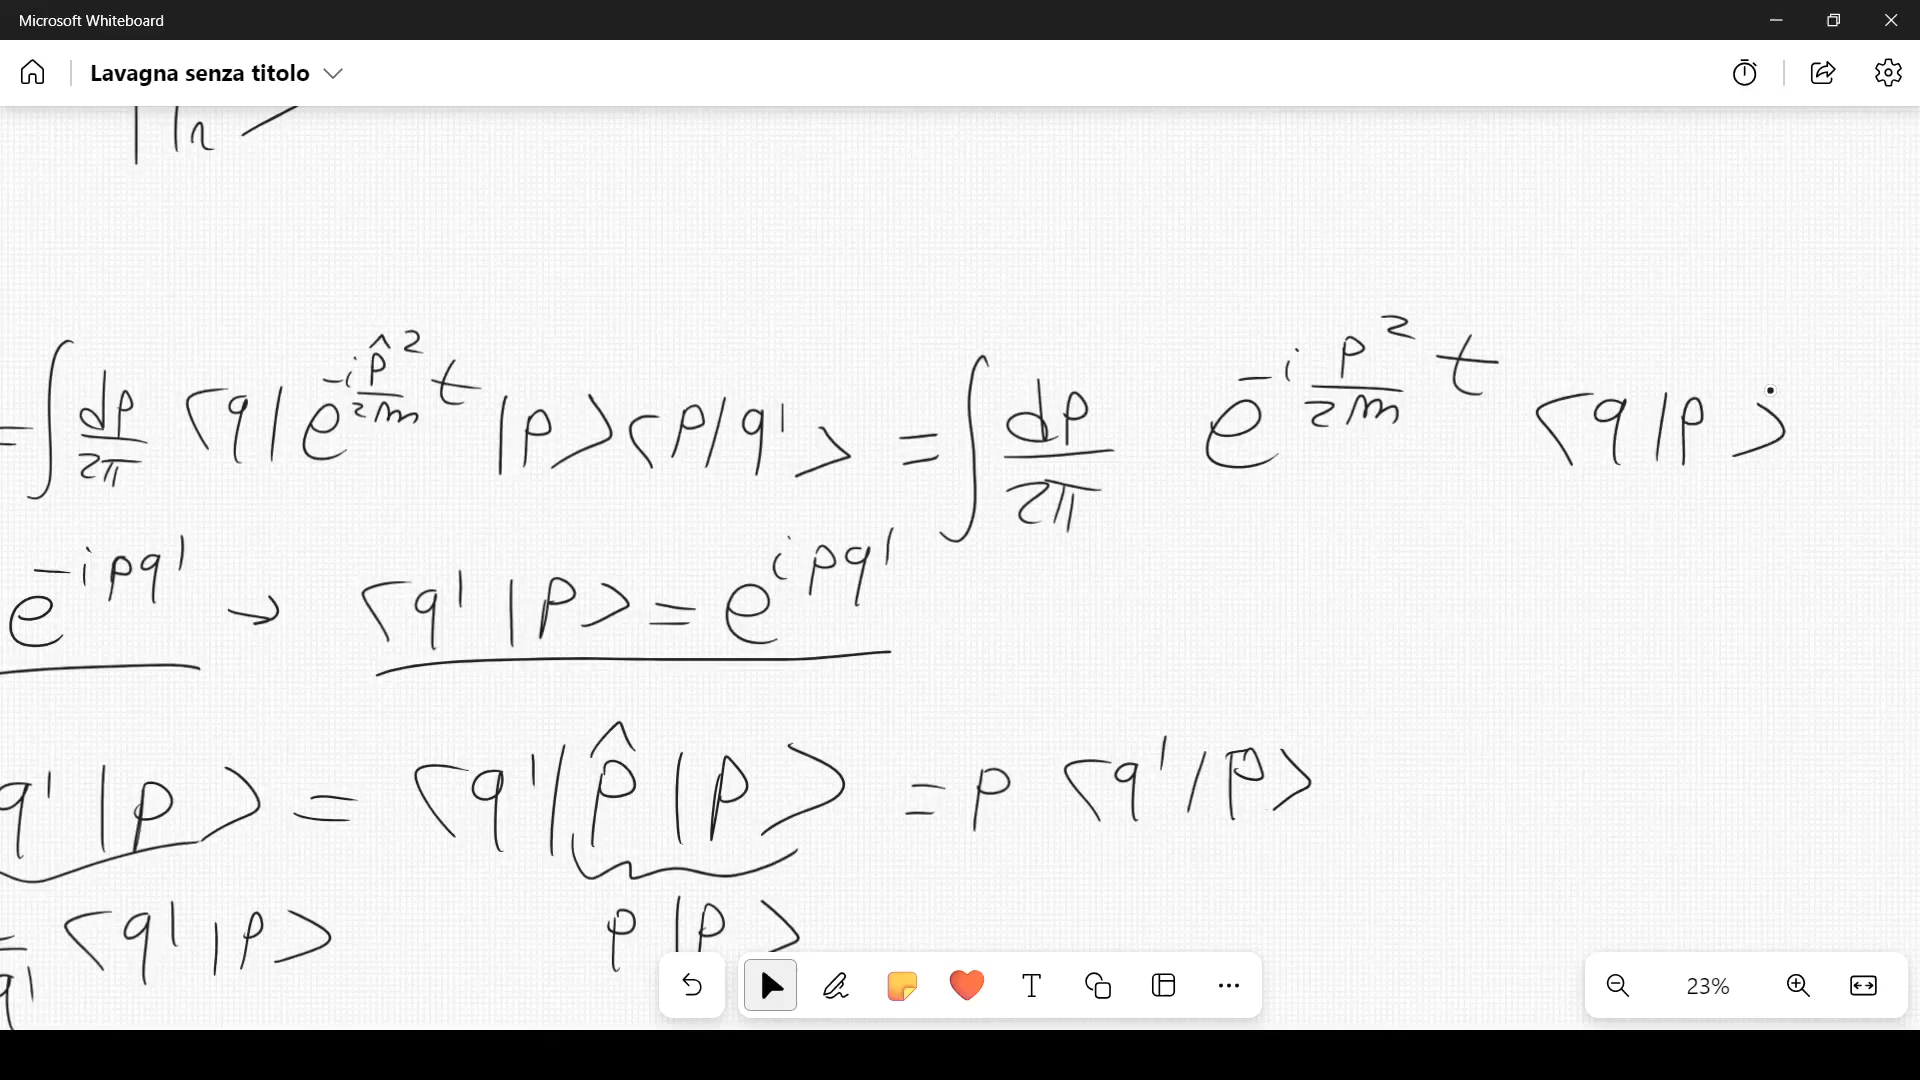 Microsoft Whiteboard
Lavagna senza titolo
= ∫ dp/2π ⟨q| e^{-i p̂²/2m t} |p⟩⟨p|q'⟩ = ∫ dp/2π e^{-i p²/2m t} ⟨q|p⟩
e^{-ipq'} → ⟨q'|p⟩ = e^{ipq'}
q'|p⟩ = ⟨q'|p̂|p⟩ = p ⟨q'|p⟩
= ⟨q'|p⟩ p|p⟩
q'
T
23%